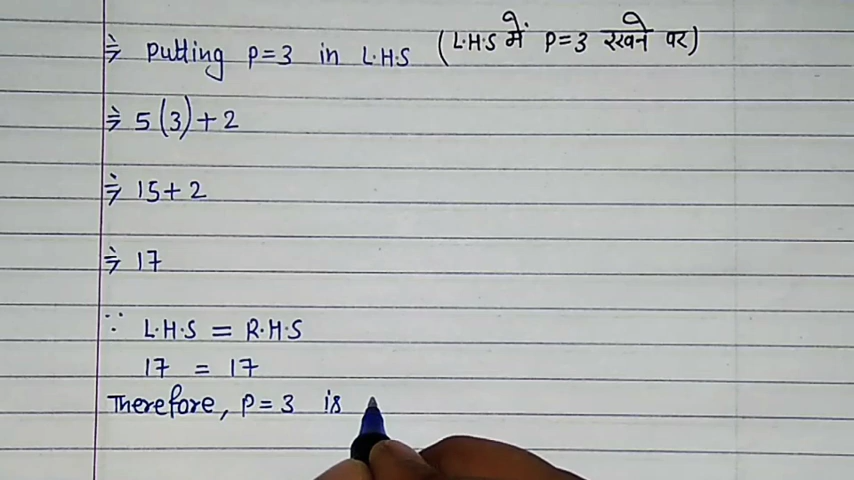 ⇒ Putting P=3 in L.H.S (L.H.S में P=3 रखने पर)
⇒ 5(3)+2
⇒ 15+2
⇒ 17
∵ L.H.S = R.H.S
17 = 17
Therefore, P=3 is